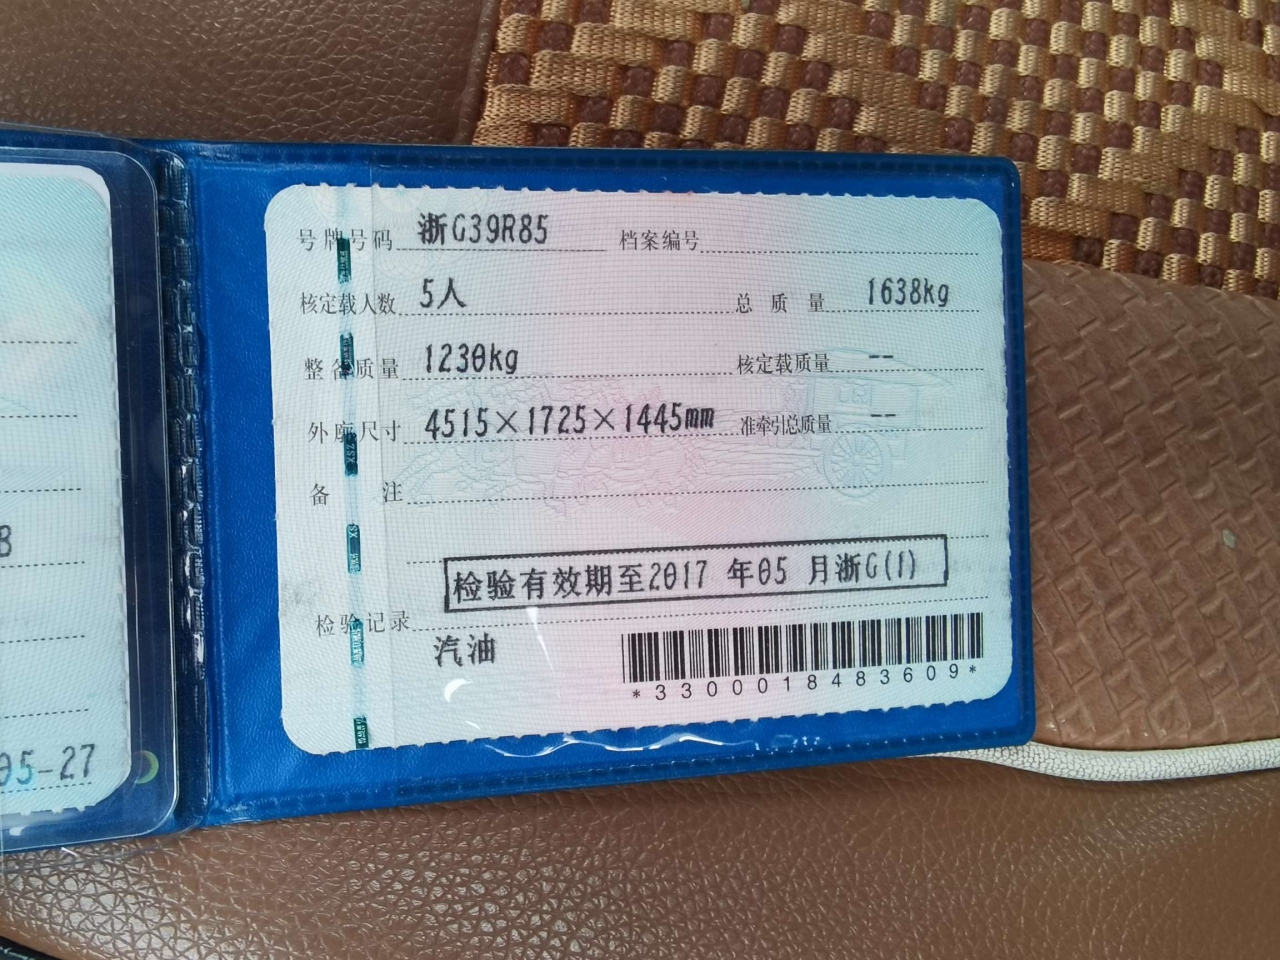 号牌号码 浙G39R85 档案编号
核定载人数 5人 总质量 1638kg
整备质量 1230kg 核定载质量 --
外廓尺寸 4515×1725×1445mm 准牵引总质量 --
备注
检验有效期至2017 年05 月浙G(1)
检验记录
汽油
*3300018483609*
B
05-27